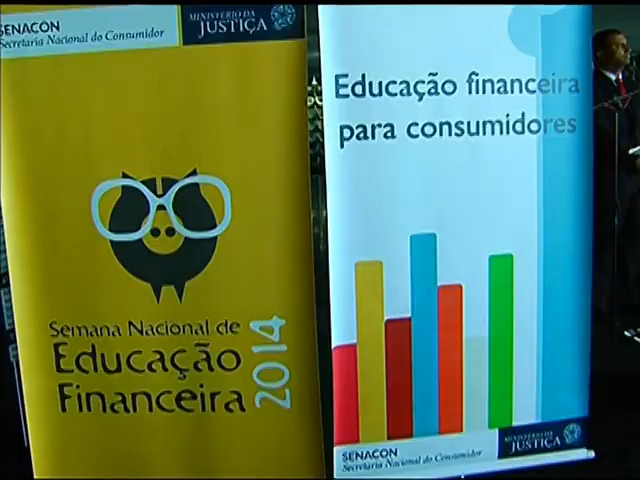 SENACON
Secretaria Nacional do Consumidor
MINISTÉRIO DA
JUSTIÇA
Semana Nacional de
Educação
Financeira
2014
Educação financeira
para consumidores
SENACON
Secretaria Nacional do Consumidor
MINISTÉRIO DA
JUSTIÇA